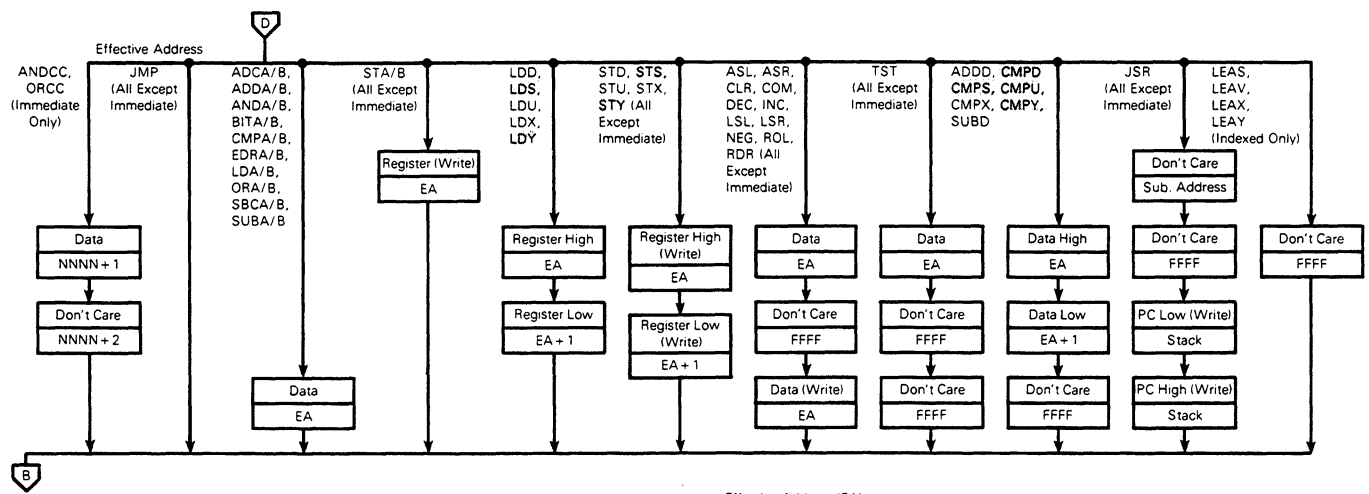 D
Effective Address
ANDCC,
ORCC
(Immediate
Only)
JMP
(All Except
Immediate)
ADCA/B,
ADDA/B,
ANDA/B,
BITA/B,
CMPA/B,
EDRA/B,
LDA/B,
ORA/B,
SBCA/B,
SUBA/B
STA/B
(All Except
Immediate)
LDD,
LDS,
LDU,
LDX,
LDY
STD, STS,
STU, STX,
STY (All
Except
Immediate)
ASL, ASR,
CLR, COM,
DEC, INC,
LSL, LSR,
NEG, ROL,
RDR (All
Except
Immediate)
TST
(All Except
Immediate)
ADDD, CMPD
CMPS, CMPU,
CMPX, CMPY,
SUBD
JSR
(All Except
Immediate)
LEAS,
LEAV,
LEAX,
LEAY
(Indexed Only)
Data
NNNN + 1
Don't Care
NNNN + 2
Data
EA
Register (Write)
EA
Register High
EA
Register Low
EA + 1
Register High
(Write)
EA
Register Low
(Write)
EA + 1
Data
EA
Don't Care
FFFF
Data (Write)
EA
Data
EA
Don't Care
FFFF
Don't Care
FFFF
Data High
EA
Data Low
EA + 1
Don't Care
FFFF
Don't Care
Sub. Address
Don't Care
FFFF
PC Low (Write)
Stack
PC High (Write)
Stack
Don't Care
FFFF
B